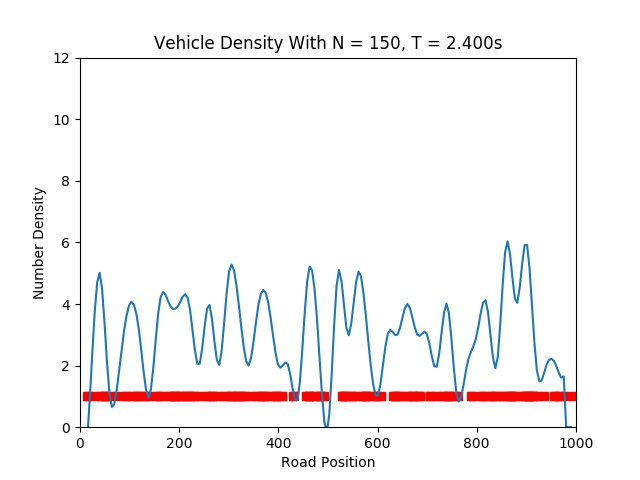 Vehicle Density With N = 150, T = 2.400s
12
10
8
6
4
2
0
Number Density
0 200 400 600 800 1000
Road Position